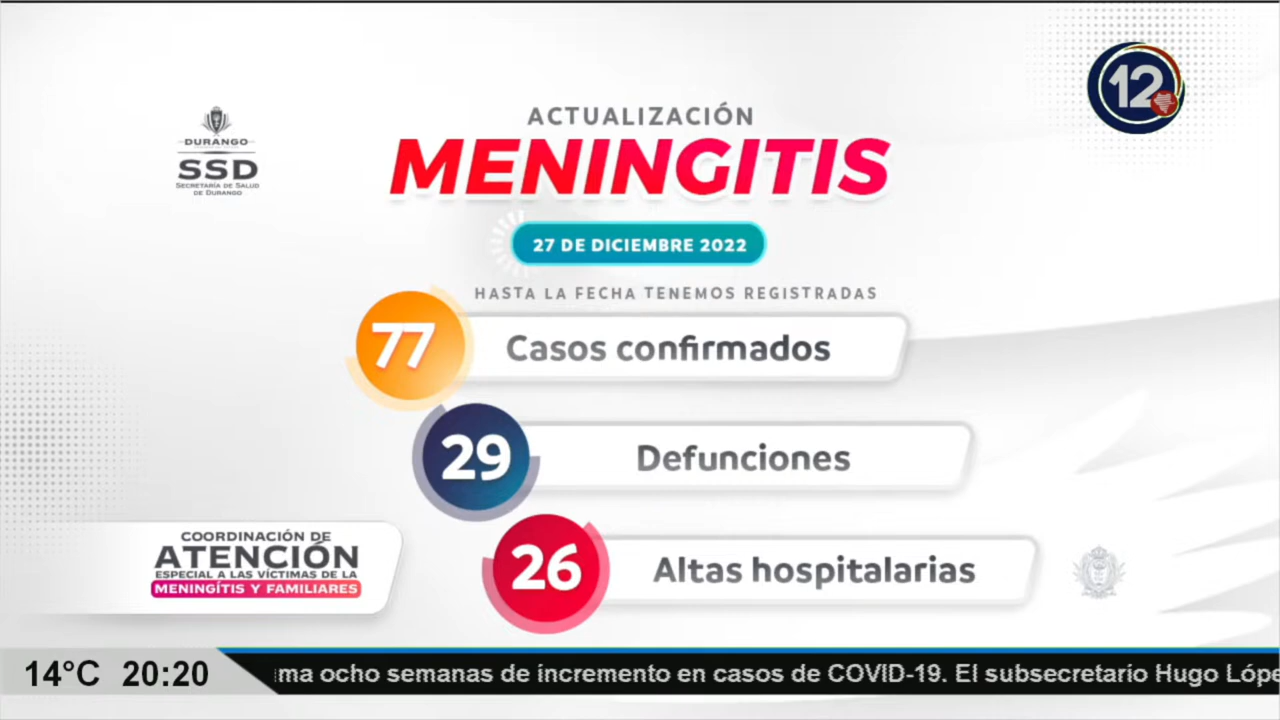 12
DURANGO
SSD
SECRETARÍA DE SALUD
DE DURANGO
ACTUALIZACIÓN
MENINGITIS
27 DE DICIEMBRE 2022
HASTA LA FECHA TENEMOS REGISTRADAS
77 Casos confirmados
29 Defunciones
26 Altas hospitalarias
COORDINACIÓN DE
ATENCIÓN
ESPECIAL A LAS VÍCTIMAS DE LA
MENINGÍTIS Y FAMILIARES
14°C 20:20 ma ocho semanas de incremento en casos de COVID-19. El subsecretario Hugo Lópe